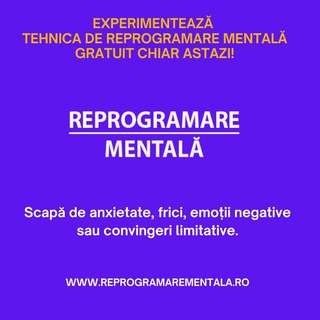 EXPERIMENTEAZĂ
TEHNICA DE REPROGRAMARE MENTALĂ
GRATUIT CHIAR ASTAZI!
REPROGRAMARE
MENTALĂ
Scapă de anxietate, frici, emoții negative
sau convingeri limitative.
WWW.REPROGRAMAREMENTALA.RO